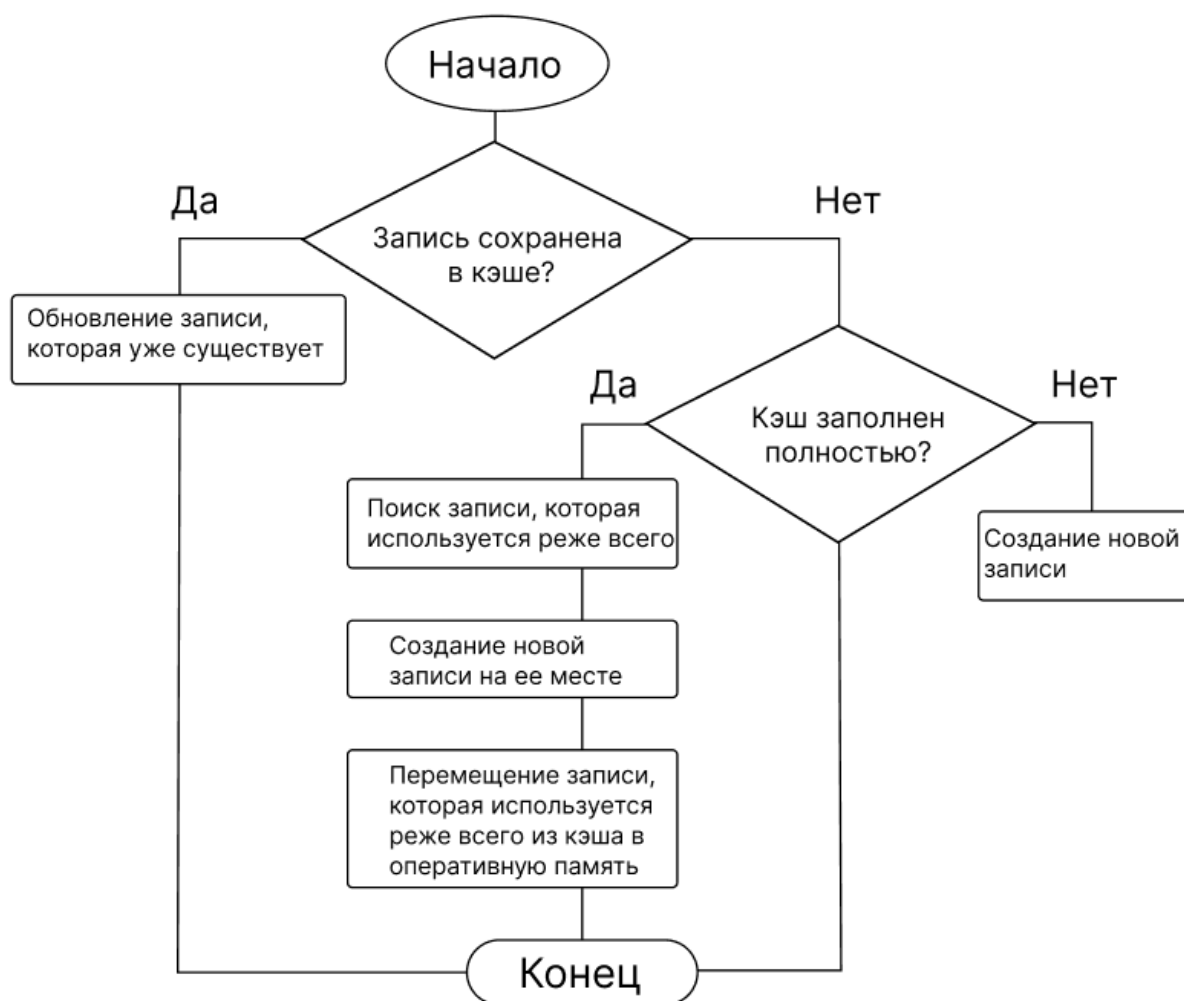 Начало
Да
Нет
Запись сохранена
в кэше?
Обновление записи,
которая уже существует
Да
Нет
Кэш заполнен
полностью?
Поиск записи, которая
используется реже всего
Создание новой
записи
Создание новой
записи на ее месте
Перемещение записи,
которая используется
реже всего из кэша в
оперативную память
Конец